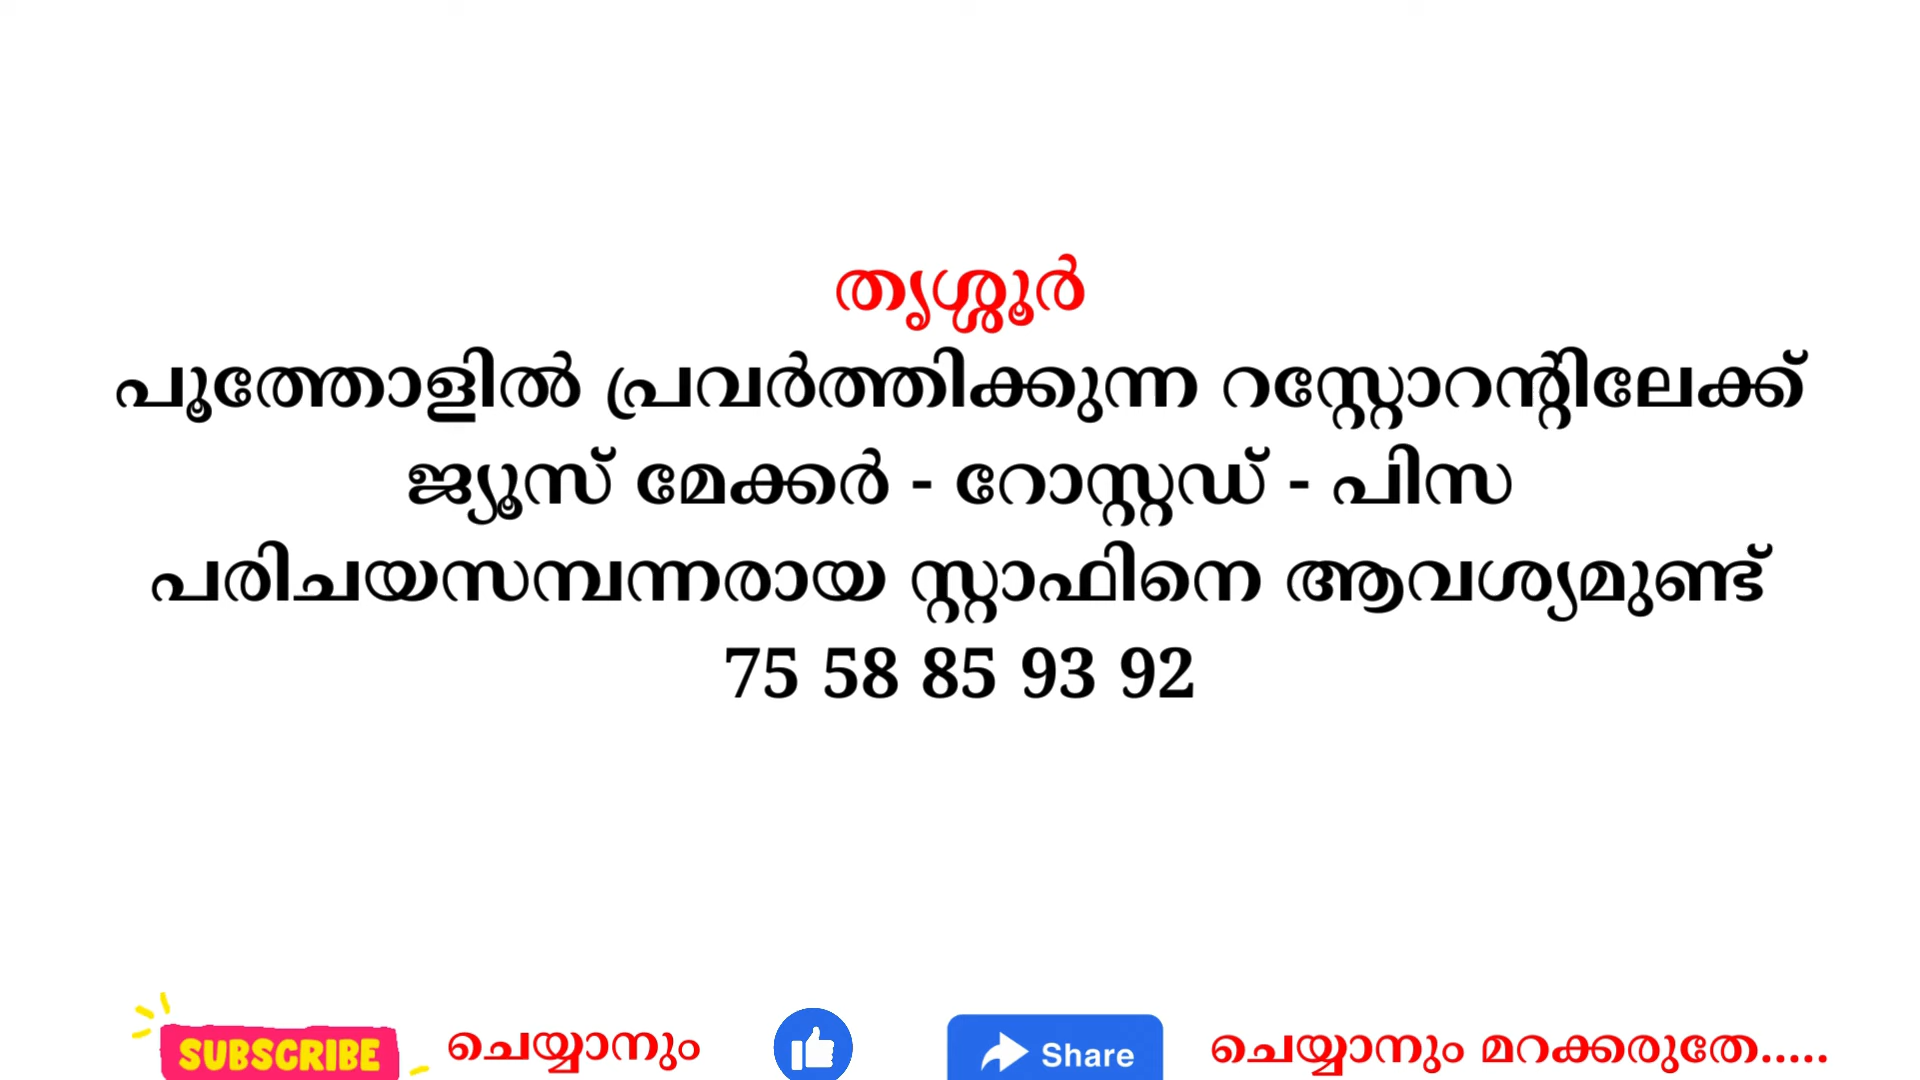 തൃശ്ശൂർ
പൂത്തോളിൽ പ്രവർത്തിക്കുന്ന റസ്റ്റോറന്റിലേക്ക്
ജ്യൂസ് മേക്കർ - റോസ്റ്റഡ് - പിസ
പരിചയസമ്പന്നരായ സ്റ്റാഫിനെ ആവശ്യമുണ്ട്
75 58 85 93 92
SUBSCRIBE ചെയ്യാനും Share ചെയ്യാനും മറക്കരുതേ.....